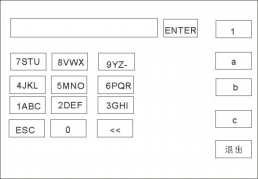 ENTER 1
7STU 8VWX 9YZ- a
4JKL 5MNO 6PQR b
1ABC 2DEF 3GHI
ESC 0 << c
退出